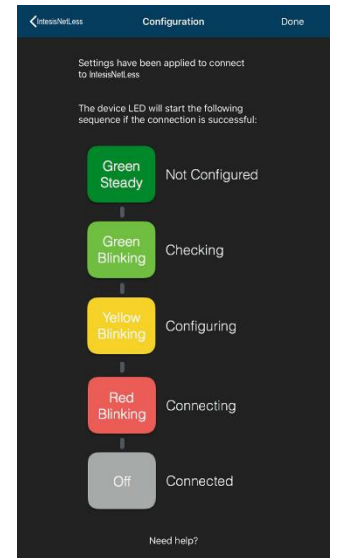 IntesisNetLess Configuration Done
Settings have been applied to connect
to IntesisNetLess
The device LED will start the following
sequence if the connection is successful:
Green
Steady
Not Configured
Green
Blinking
Checking
Yellow
Blinking
Configuring
Red
Blinking
Connecting
Off
Connected
Need help?